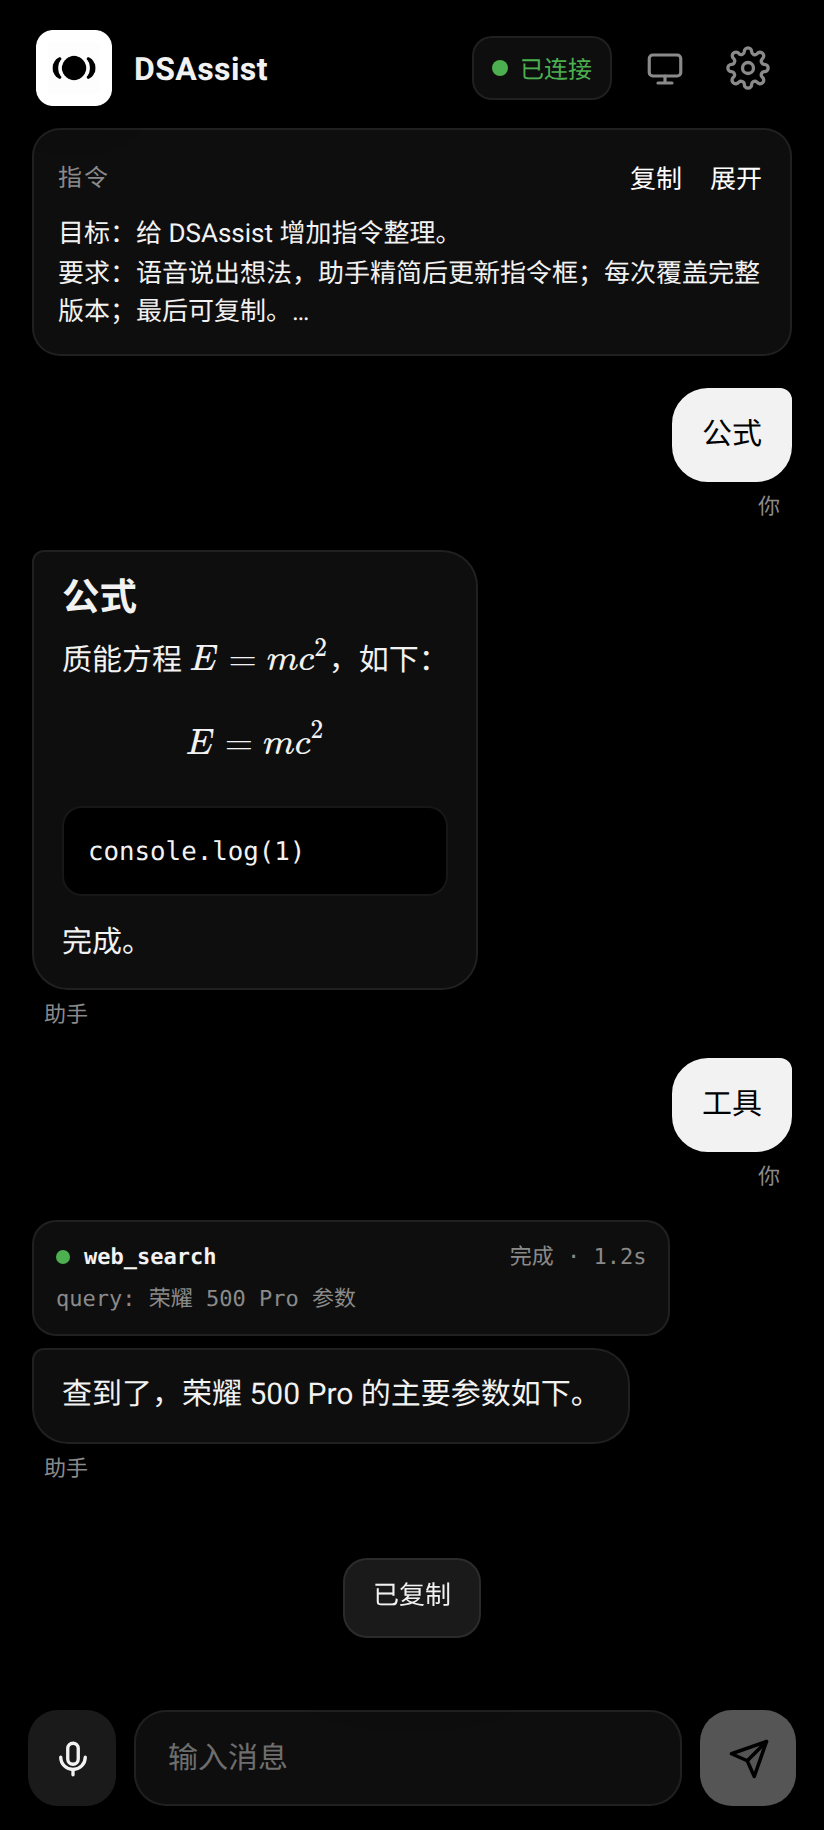 DSAssist
已连接
指令
复制
展开
目标：给 DSAssist 增加指令整理。
要求：语音说出想法，助手精简后更新指令框；每次覆盖完整
版本；最后可复制。…
公式
你
公式
质能方程 E = mc²，如下：
E = mc²
console.log(1)
完成。
助手
工具
你
web_search
完成 · 1.2s
query: 荣耀 500 Pro 参数
查到了，荣耀 500 Pro 的主要参数如下。
助手
已复制
输入消息